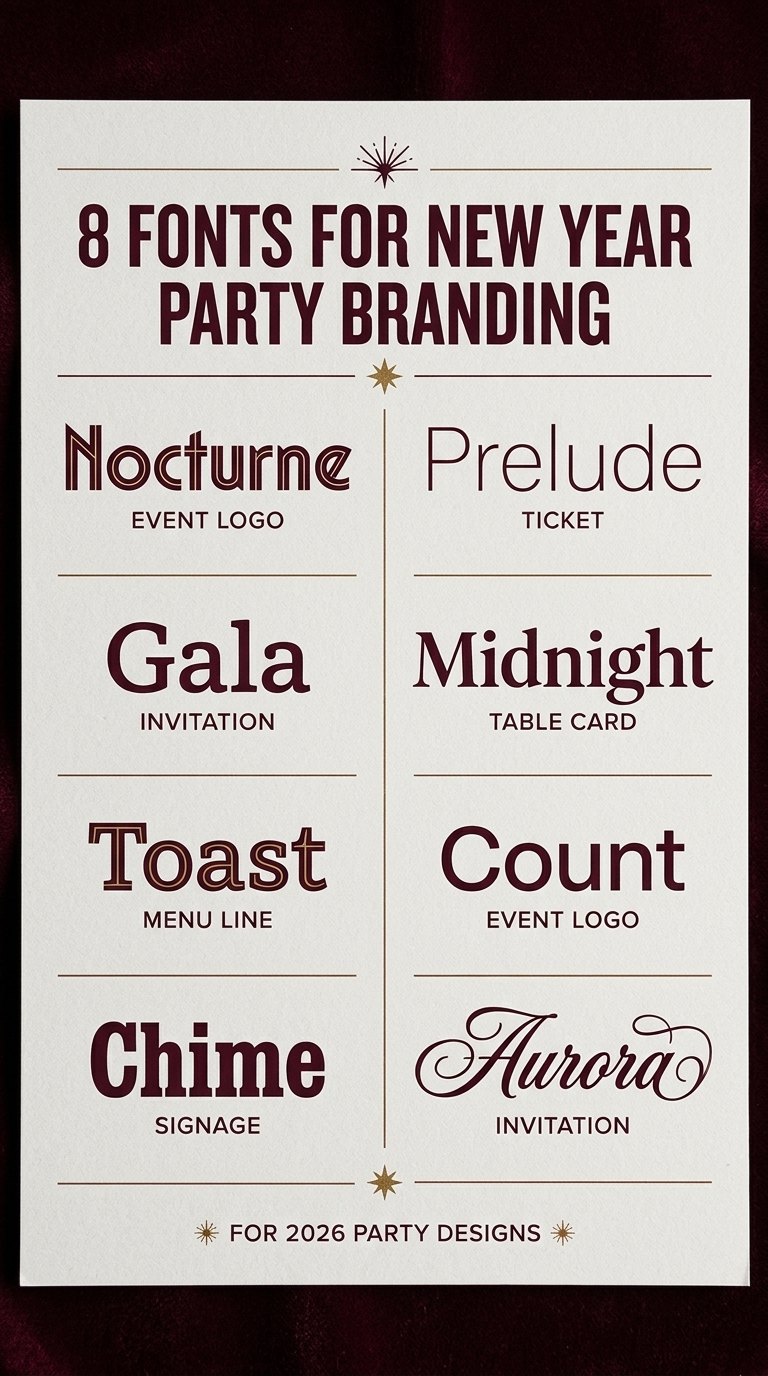 8 FONTS FOR NEW YEAR
PARTY BRANDING
Nocturne
EVENT LOGO
Prelude
TICKET
Gala
INVITATION
Midnight
TABLE CARD
Toast
MENU LINE
Count
EVENT LOGO
Chime
SIGNAGE
Aurora
INVITATION
FOR 2026 PARTY DESIGNS